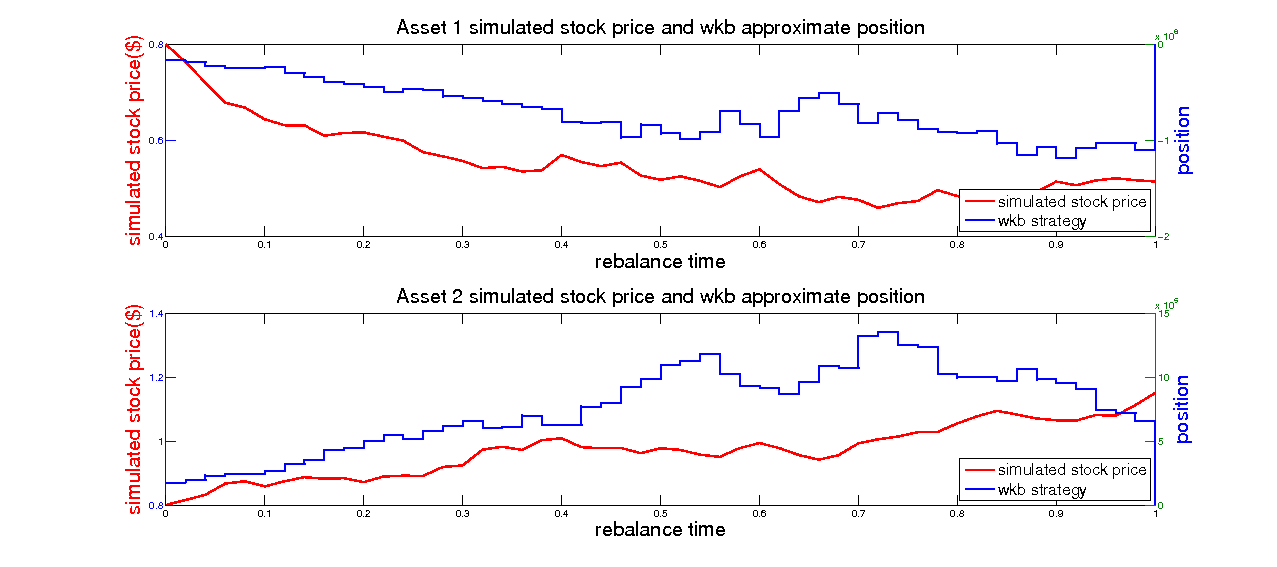 Asset 1 simulated stock price and wkb approximate position
simulated stock price($)
0.8
0.6
0.4
0
-1
-2
position
0 0.1 0.2 0.3 0.4 0.5 0.6 0.7 0.8 0.9 1
rebalance time
simulated stock price
wkb strategy
Asset 2 simulated stock price and wkb approximate position
simulated stock price($)
1.4
1.2
1
0.8
15
10
5
0
position
0 0.1 0.2 0.3 0.4 0.5 0.6 0.7 0.8 0.9 1
rebalance time
simulated stock price
wkb strategy